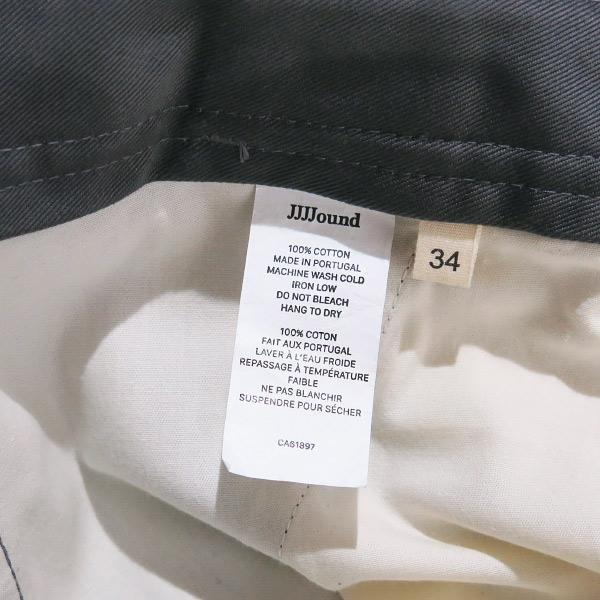 JJJJound
100% COTTON
MADE IN PORTUGAL
MACHINE WASH COLD
IRON LOW
DO NOT BLEACH
HANG TO DRY
100% COTON
FAIT AUX PORTUGAL
LAVER À L'EAU FROIDE
REPASSAGE À TEMPÉRATURE
FAIBLE
NE PAS BLANCHIR
SUSPENDRE POUR SÉCHER
CA61897
34